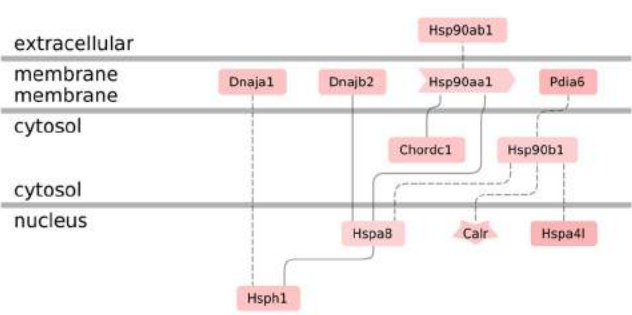 Hsp90ab1
extracellular
membrane
Dnaja1 Dnajb2 Hsp90aa1 Pdia6
membrane
cytosol
Chordc1 Hsp90b1
cytosol
nucleus
Hspa8 Calr Hspa4l
Hsph1